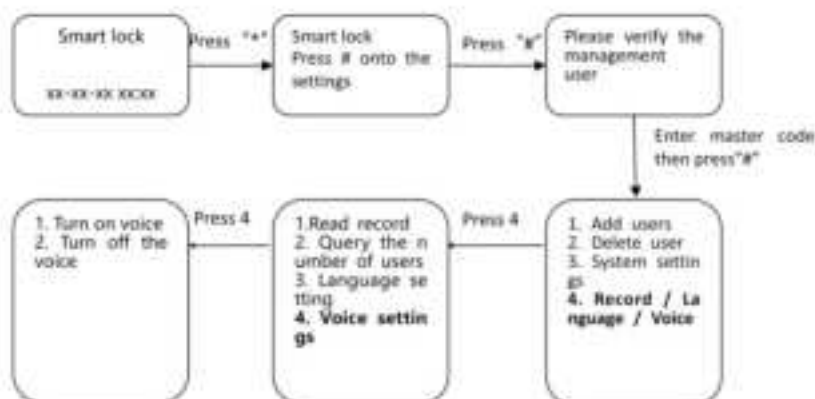 Smart lock
xx-xx-xx xx:xx
Press "*"
Smart lock
Press # onto the
settings
Press "#"
Please verify the
management
user
Enter master code
then press"#"
1. Add users
2. Delete user
3. System settin
gs
4. Record / La
nguage / Voice
Press 4
1.Read record
2. Query the n
umber of users
3. Language se
tting
4. Voice settin
gs
Press 4
1. Turn on voice
2. Turn off the
voice